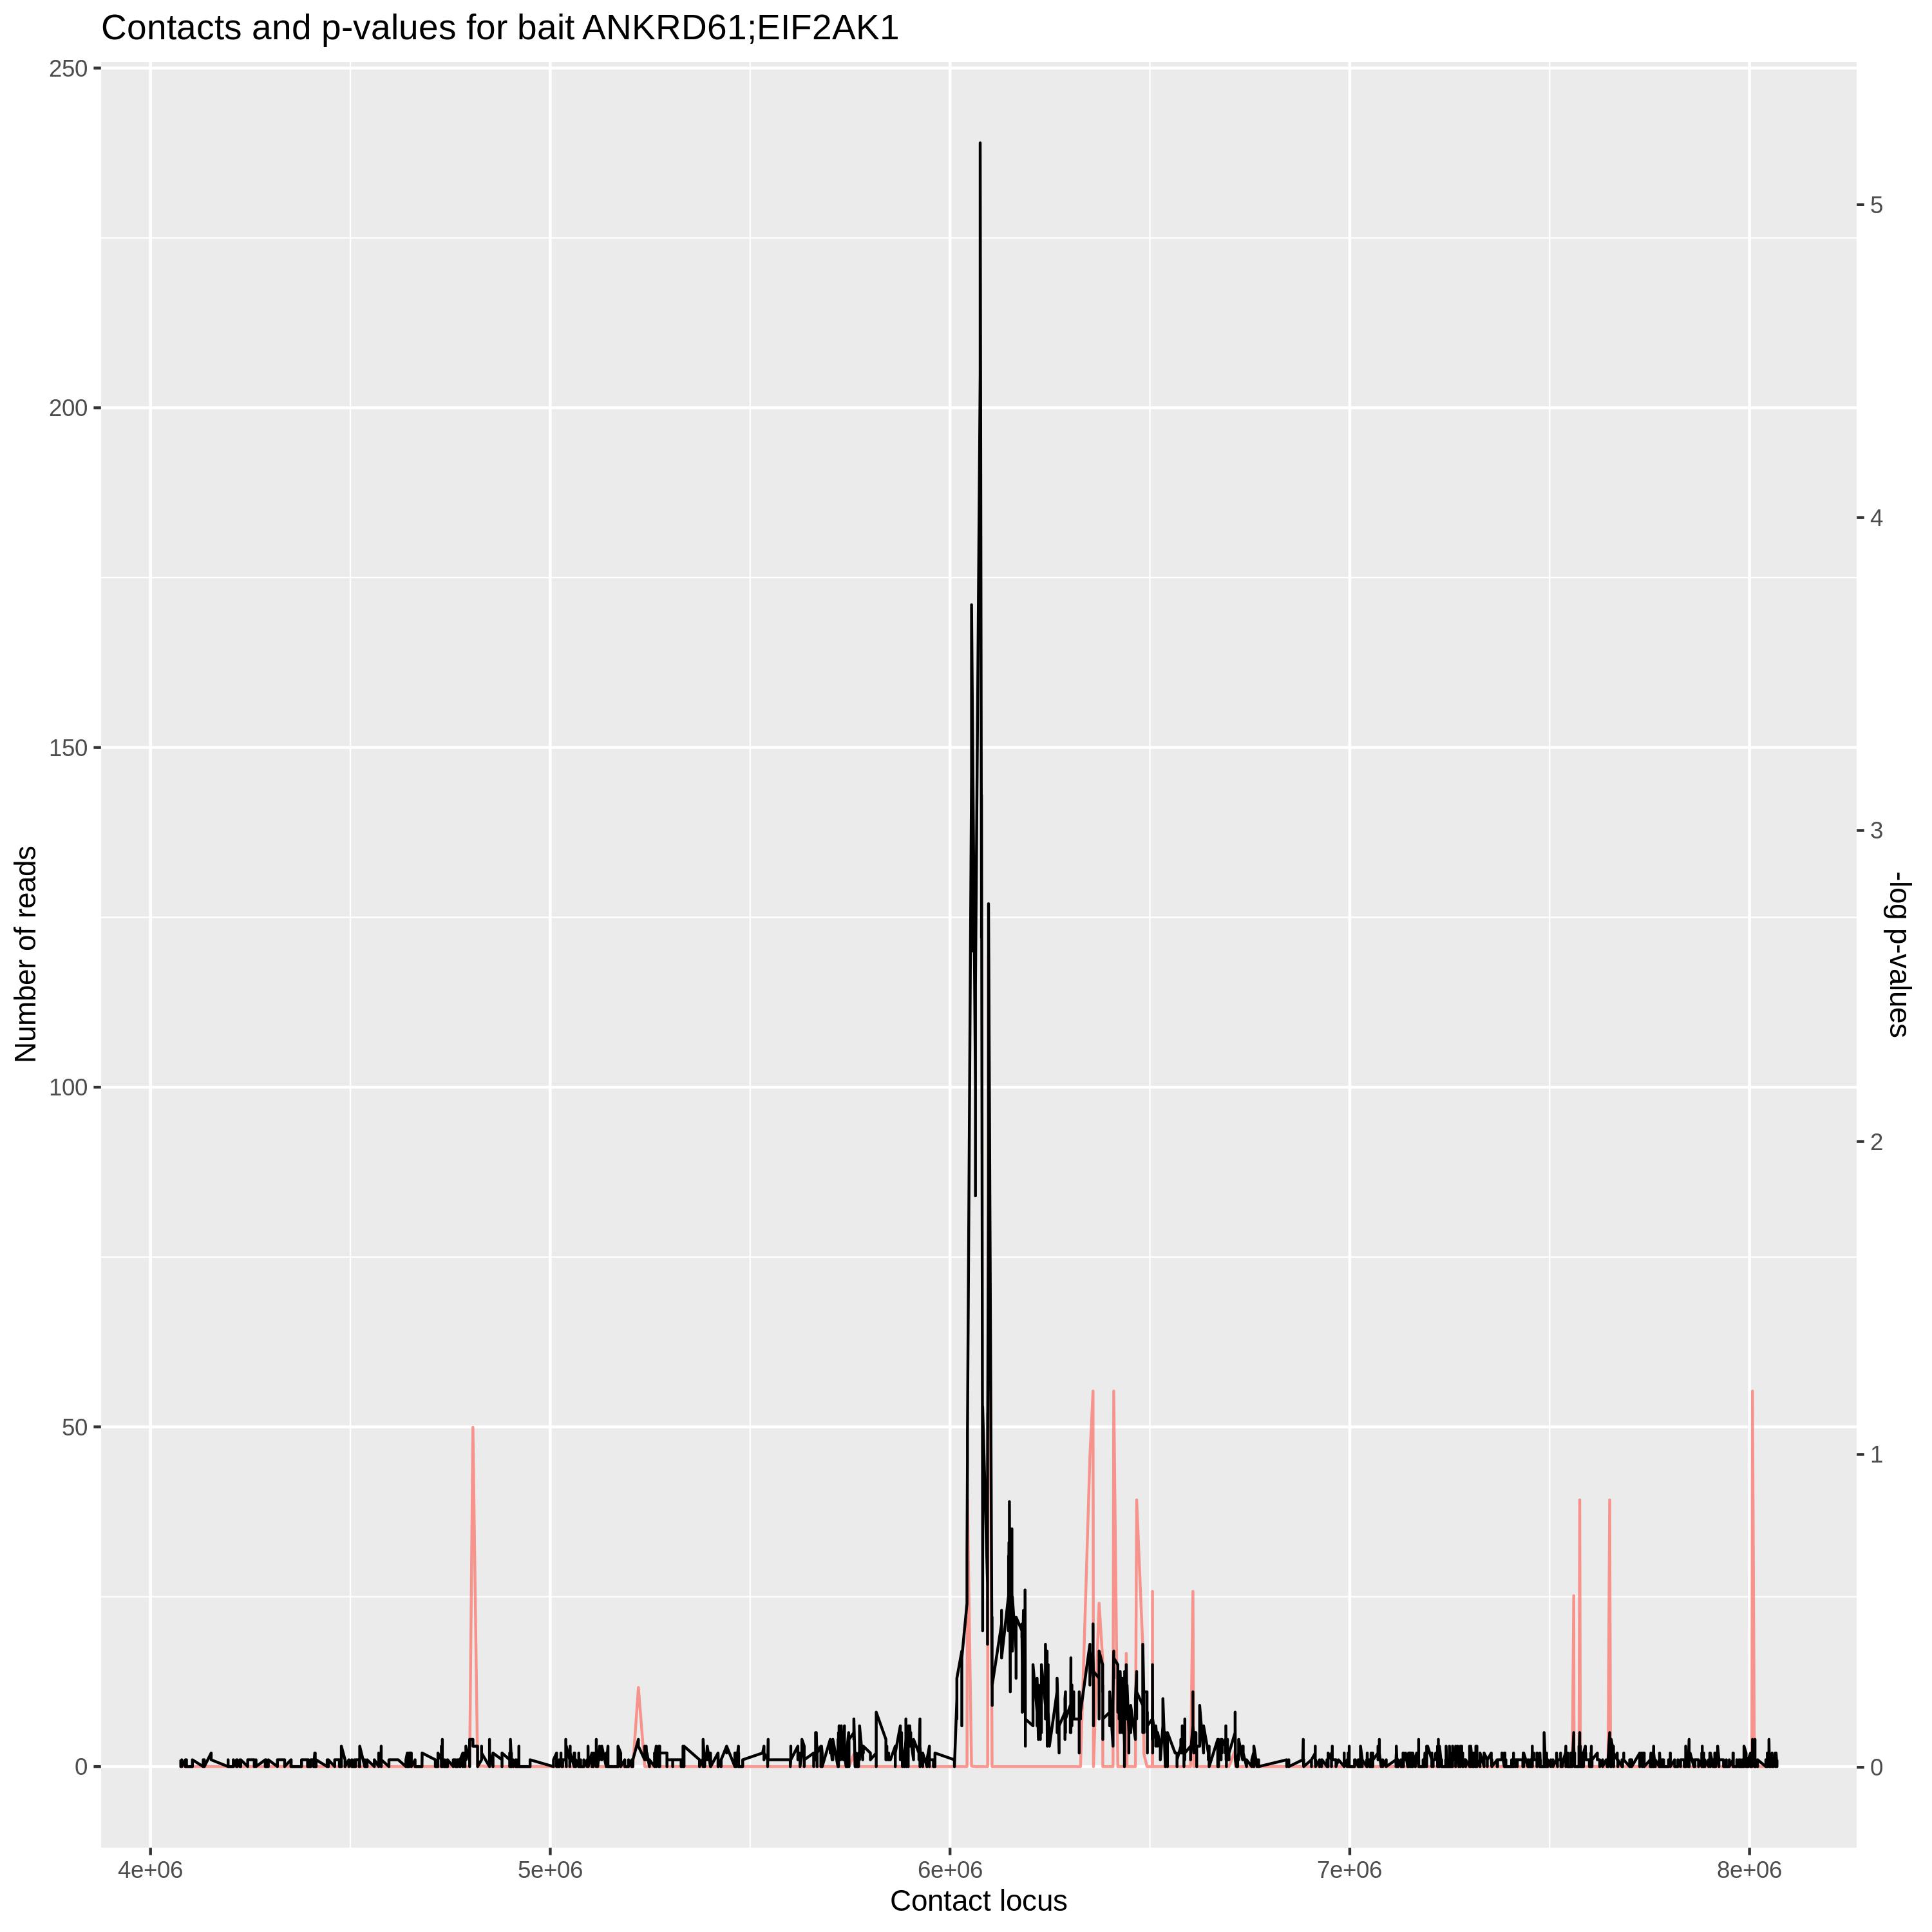 Contacts and p-values for bait ANKRD61;EIF2AK1
250
200
150
100
50
0
Number of reads
5
4
3
2
1
0
-log p-values
4e+06
5e+06
6e+06
7e+06
8e+06
Contact locus